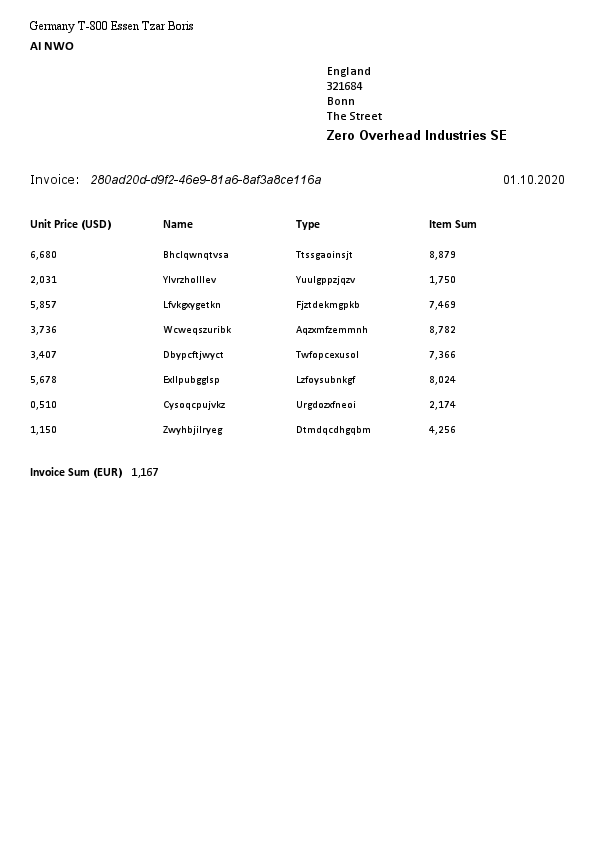 Germany T-800 Essen Tzar Boris
AI NWO
England
321684
Bonn
The Street
Zero Overhead Industries SE
Invoice: 280ad20d-d9f2-46e9-81a6-8af3a8ce116a 01.10.2020
Unit Price (USD) Name Type Item Sum
6,680 Bhclqwnqtvsa Ttssgaoinsjt 8,879
2,031 Ylvrzholllev Yuulgppzjqzv 1,750
5,857 Lfvkgxygetkn Fjztdekmgpkb 7,469
3,736 Wcweqszuribk Aqzxmfzemmnh 8,782
3,407 Dbypcftjwyct Twfopcexusol 7,366
5,678 Exllpubgglsp Lzfoysubnkgf 8,024
0,510 Cysoqcpujvkz Urgdozxfneoi 2,174
1,150 Zwyhbjilryeg Dtmdqcdhgqbm 4,256
Invoice Sum (EUR) 1,167